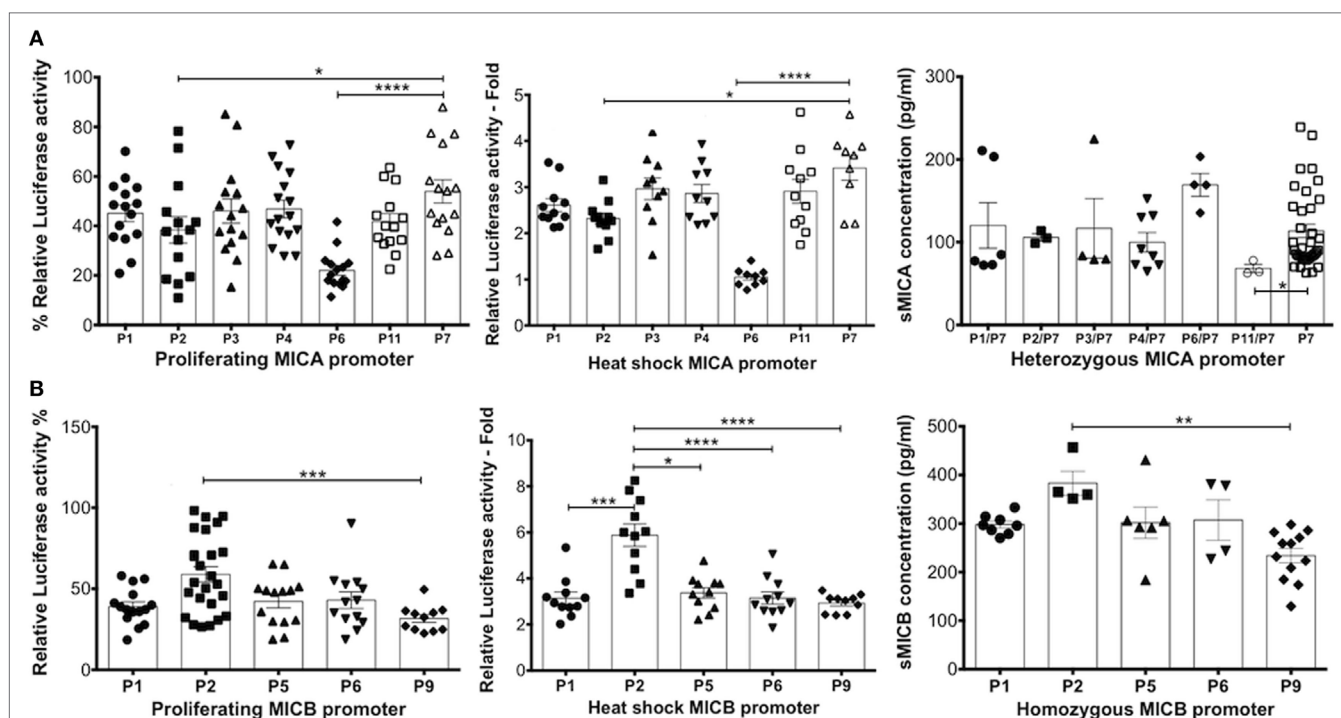 A
% Relative Luciferase activity
100
80
60
40
20
0
*
****
P1 P2 P3 P4 P6 P11 P7
Proliferating MICA promoter
Relative Luciferase activity - Fold
5
4
3
2
1
0
****
*
P1 P2 P3 P4 P6 P11 P7
Heat shock MICA promoter
sMICA concentration (pg/ml)
300
200
100
0
*
P1/P7 P2/P7 P3/P7 P4/P7 P6/P7 P11/P7 P7
Heterozygous MICA promoter
B
Relative Luciferase activity %
150
100
50
0
***
P1 P2 P5 P6 P9
Proliferating MICB promoter
Relative Luciferase activity - Fold
10
8
6
4
2
0
****
****
*
***
P1 P2 P5 P6 P9
Heat shock MICB promoter
sMICB concentration (pg/ml)
500
400
300
200
100
0
**
P1 P2 P5 P6 P9
Homozygous MICB promoter